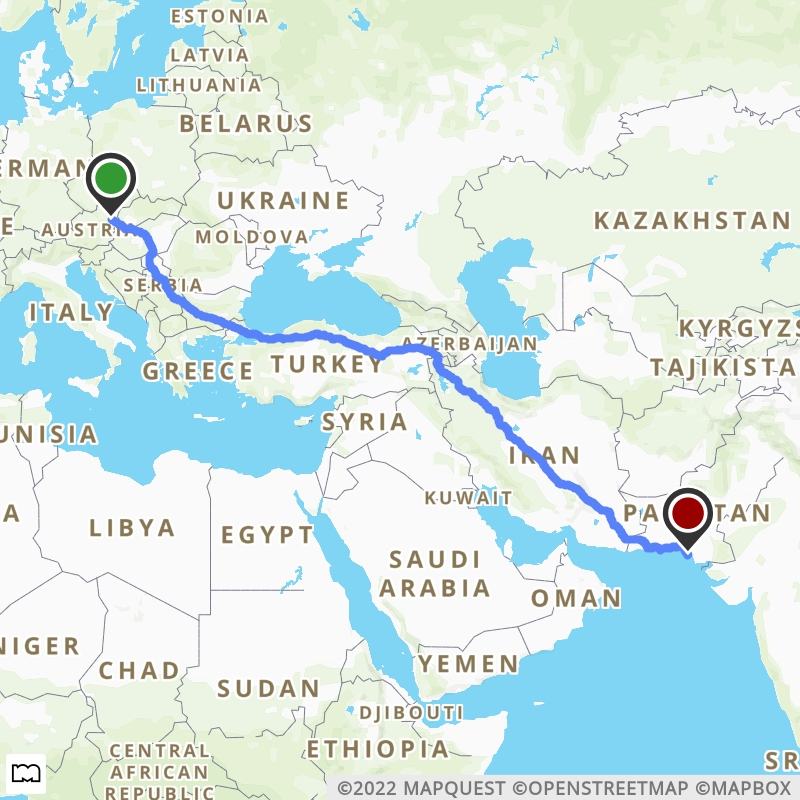 ESTONIA
LATVIA
LITHUANIA
BELARUS
ERMAN
UKRAINE
KAZAKHSTAN
E
AUSTRIA
MOLDOVA
SERBIA
ITALY
KYRGYZS
AZERBAIJAN
GREECE
TURKEY
TAJIKISTA
SYRIA
UNISIA
IRAN
KUWAIT
PA
TAN
A
LIBYA
EGYPT
SAUDI
ARABIA
OMAN
NIGER
CHAD
YEMEN
SUDAN
DJIBOUTI
CENTRAL
AFRICAN
REPUBLIC
ETHIOPIA
SR
©2022 MAPQUEST ©OPENSTREETMAP ©MAPBOX